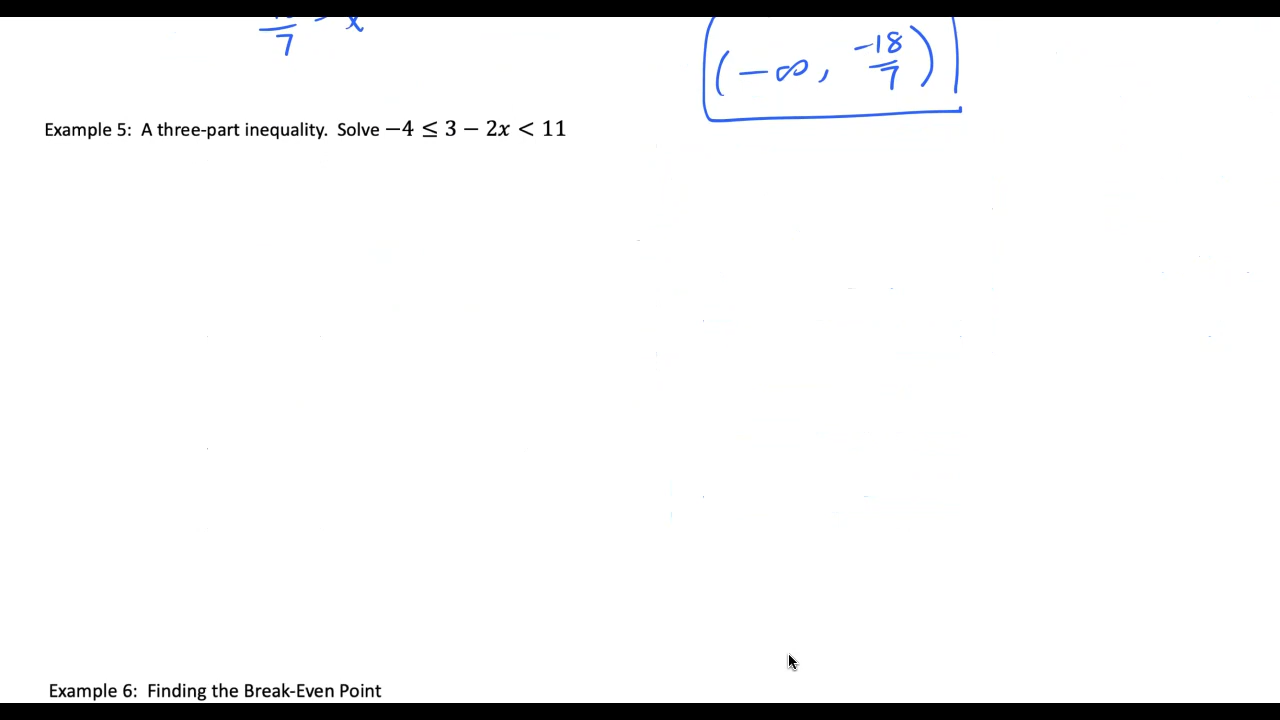 7 x
(-∞, -18/7)
Example 5: A three-part inequality. Solve −4 ≤ 3 − 2x < 11
Example 6: Finding the Break-Even Point